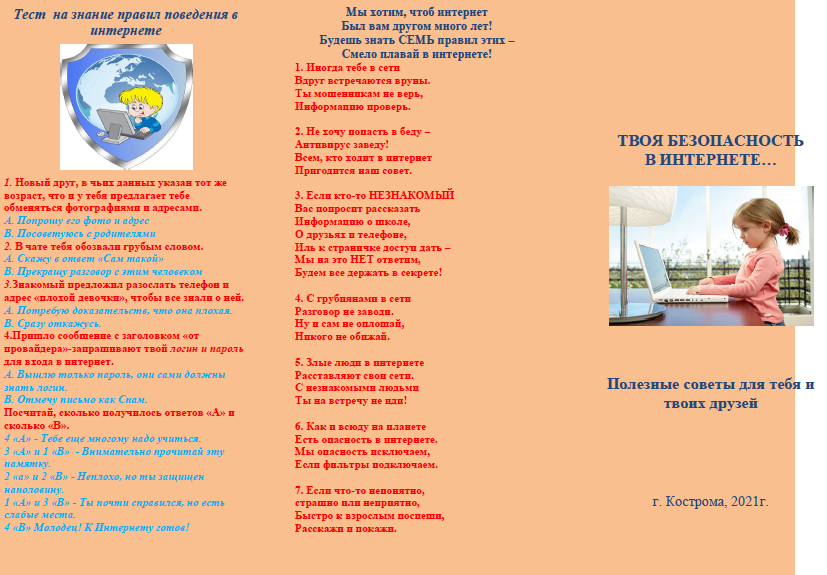 Тест на знание правил поведения в
интернете
1. Новый друг, в чьих данных указан тот же
возраст, что и у тебя предлагает тебе
обменяться фотографиями и адресами.
А. Попрошу его фото и адрес
В. Посоветуюсь с родителями
2. В чате тебя обозвали грубым словом.
А. Скажу в ответ «Сам такой»
В. Прекращу разговор с этим человеком
3.Знакомый предложил разослать телефон и
адрес «плохой девочки», чтобы все знали о ней.
А. Потребую доказательств, что она плохая.
В. Сразу откажусь.
4.Пришло сообщение с заголовком «от
провайдера»-запрашивают твой логин и пароль
для входа в интернет.
А. Вышлю только пароль, они сами должны
знать логин.
В. Отмечу письмо как Спам.
Посчитай, сколько получилось ответов «А» и
сколько «В».
4 «А» - Тебе еще многому надо учиться.
3 «А» и 1 «В» - Внимательно прочитай эту
памятку.
2 «а» и 2 «В» - Неплохо, но ты защищен
наполовину.
1 «А» и 3 «В» - Ты почти справился, но есть
слабые места.
4 «В» Молодец! К Интернету готов!
Мы хотим, чтоб интернет
Был вам другом много лет!
Будешь знать СЕМЬ правил этих –
Смело плавай в интернете!
1. Иногда тебе в сети
Вдруг встречаются вруны.
Ты мошенникам не верь,
Информацию проверь.
2. Не хочу попасть в беду –
Антивирус заведу!
Всем, кто ходит в интернет
Пригодится наш совет.
3. Если кто-то НЕЗНАКОМЫЙ
Вас попросит рассказать
Информацию о школе,
О друзьях и телефоне,
Иль к страничке доступ дать –
Мы на это НЕТ ответим,
Будем все держать в секрете!
4. С грубиянами в сети
Разговор не заводи.
Ну и сам не оплошай,
Никого не обижай.
5. Злые люди в интернете
Расставляют свои сети.
С незнакомыми людьми
Ты на встречу не иди!
6. Как и всюду на планете
Есть опасность в интернете.
Мы опасность исключаем,
Если фильтры подключаем.
7. Если что-то непонятно,
страшно или неприятно,
Быстро к взрослым поспеши,
Расскажи и покажи.
ТВОЯ БЕЗОПАСНОСТЬ
В ИНТЕРНЕТЕ…
Полезные советы для тебя и
твоих друзей
г. Кострома, 2021г.